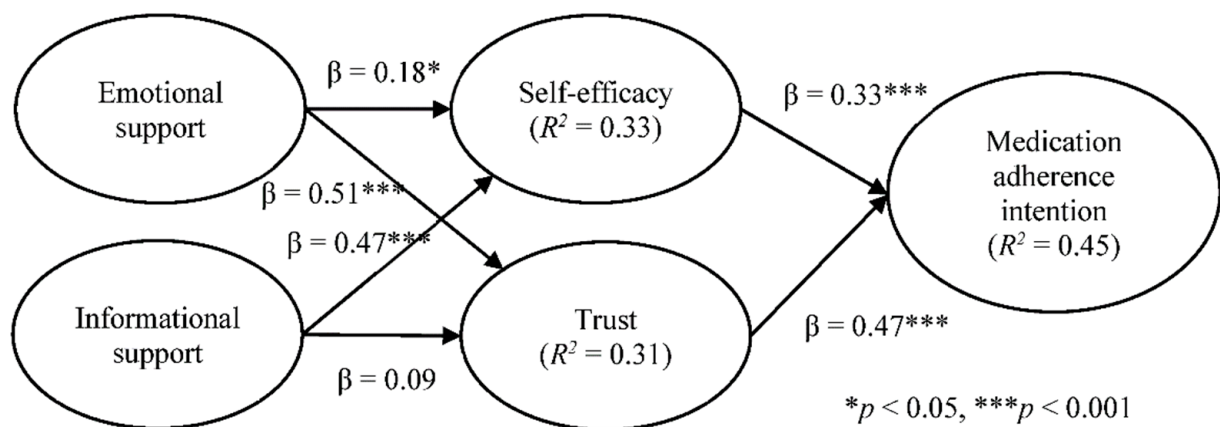 Emotional
support
β = 0.18*
Self-efficacy
(R² = 0.33)
β = 0.33***
Medication
adherence
intention
(R² = 0.45)
β = 0.51***
β = 0.47***
Informational
support
β = 0.09
Trust
(R² = 0.31)
β = 0.47***
*p < 0.05, ***p < 0.001